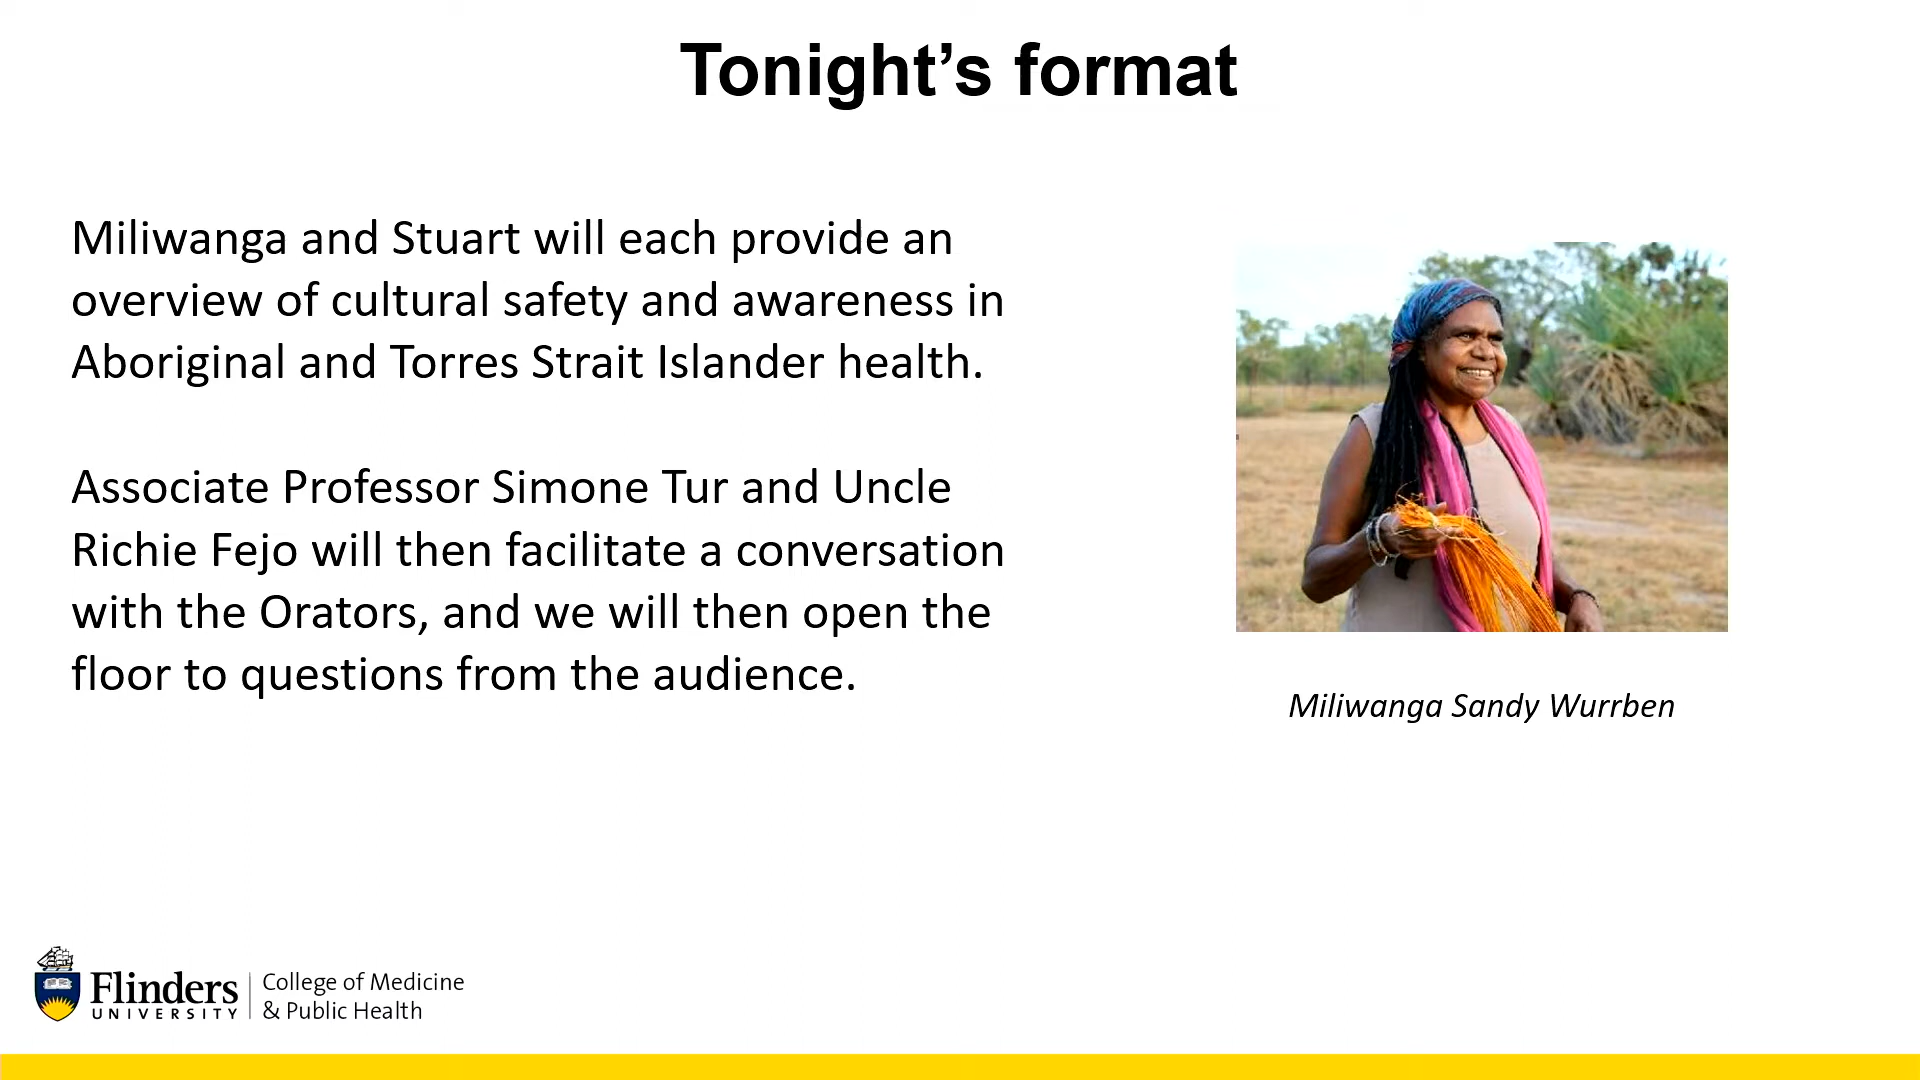 Tonight’s format
Miliwanga and Stuart will each provide an
overview of cultural safety and awareness in
Aboriginal and Torres Strait Islander health.
Associate Professor Simone Tur and Uncle
Richie Fejo will then facilitate a conversation
with the Orators, and we will then open the
floor to questions from the audience.
Miliwanga Sandy Wurrben
Flinders
UNIVERSITY
College of Medicine
& Public Health